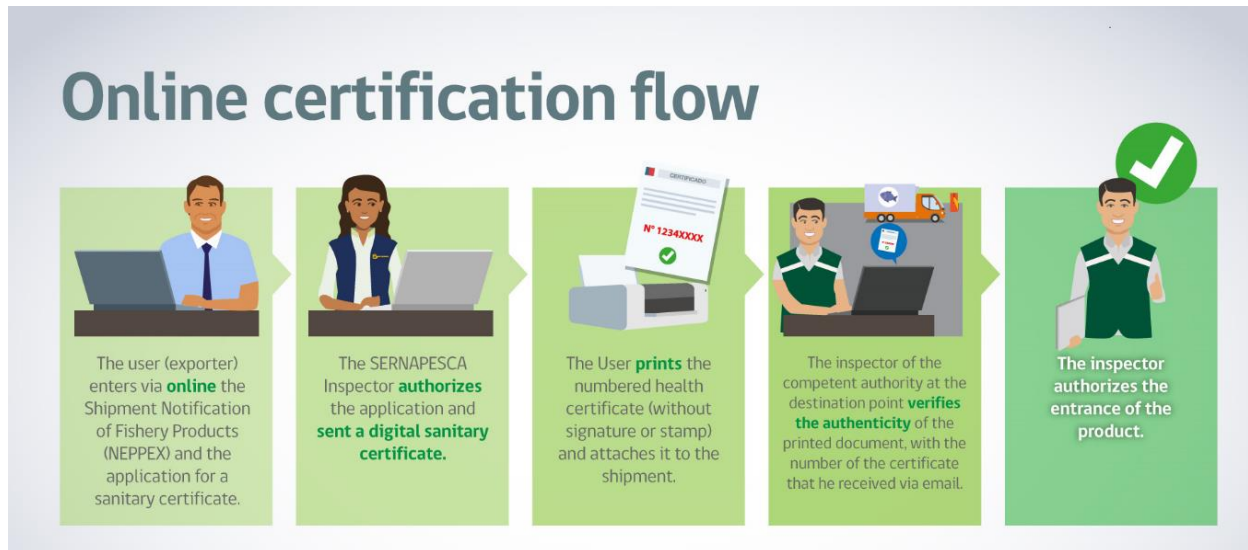 Online certification flow
CERTIFICADO
N° 1234XXXX
The user (exporter)
enters via online the
Shipment Notification
of Fishery Products
(NEPPEX) and the
application for a
sanitary certificate.
The SERNAPESCA
Inspector authorizes
the application and
sent a digital sanitary
certificate.
The User prints the
numbered health
certificate (without
signature or stamp)
and attaches it to the
shipment.
The inspector of the
competent authority at the
destination point verifies
the authenticity of the
printed document, with the
number of the certificate
that he received via email.
The inspector
authorizes the
entrance of the
product.